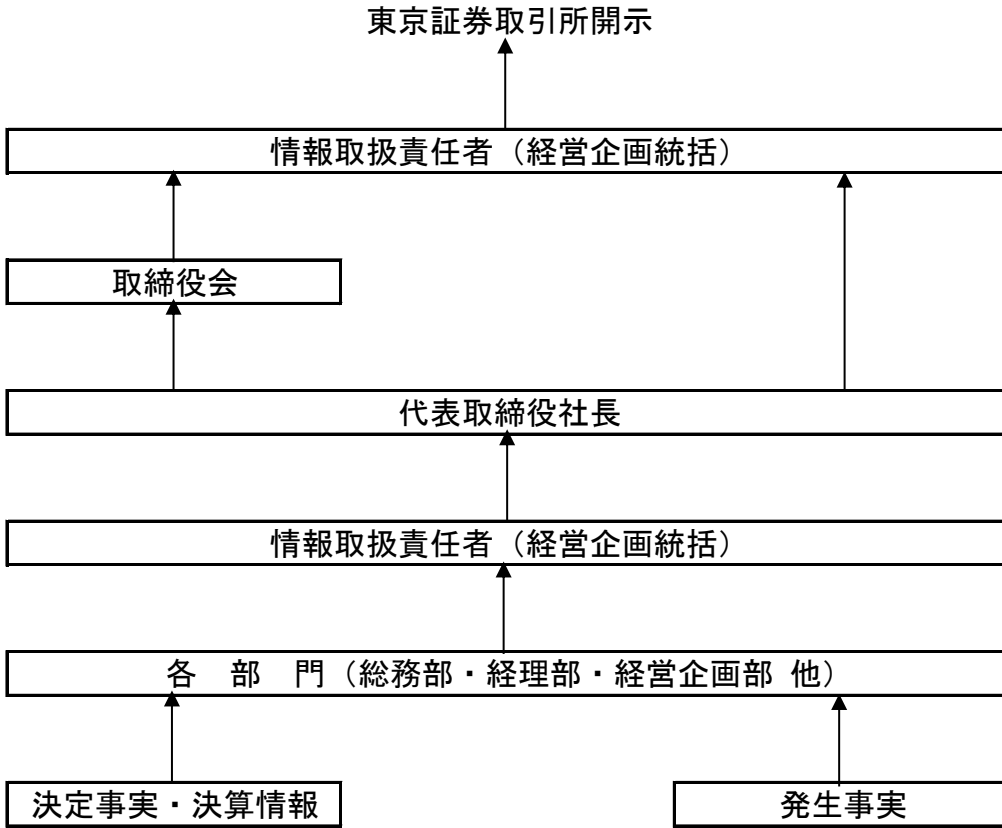 東京証券取引所開示
情報取扱責任者（経営企画統括）
取締役会
代表取締役社長
情報取扱責任者（経営企画統括）
各　部　門（総務部・経理部・経営企画部 他）
決定事実・決算情報
発生事実